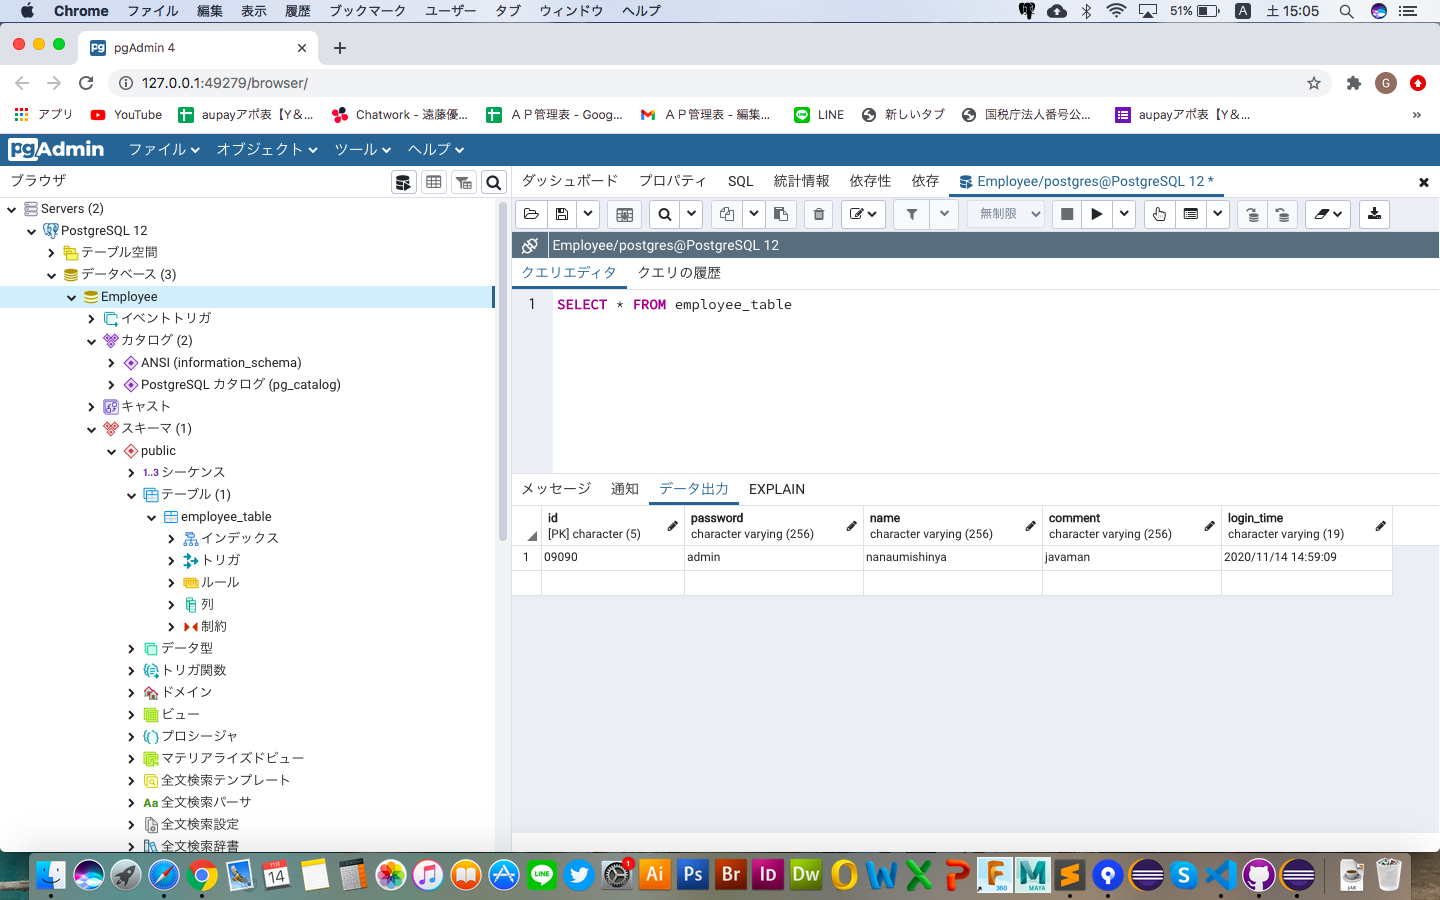 Chrome ファイル 編集 表示 履歴 ブックマーク ユーザー タブ ウィンドウ ヘルプ 51% A 土 15:05
pgAdmin 4
127.0.0.1:49279/browser/ G
アプリ YouTube aupayアポ表【Y＆... Chatwork - 遠藤優... ＡＰ管理表 - Goog... ＡＰ管理表 - 編集... LINE 新しいタブ 国税庁法人番号公... aupayアポ表【Y＆... »
pgAdmin ファイル オブジェクト ツール ヘルプ
ブラウザ
Servers (2)
PostgreSQL 12
テーブル空間
データベース (3)
Employee
イベントトリガ
カタログ (2)
ANSI (information_schema)
PostgreSQL カタログ (pg_catalog)
キャスト
スキーマ (1)
public
1..3 シーケンス
テーブル (1)
employee_table
インデックス
トリガ
ルール
列
制約
データ型
トリガ関数
ドメイン
ビュー
プロシージャ
マテリアライズドビュー
全文検索テンプレート
Aa 全文検索パーサ
全文検索設定
全文検索辞書
ダッシュボード プロパティ SQL 統計情報 依存性 依存 Employee/postgres@PostgreSQL 12 *
無制限
Employee/postgres@PostgreSQL 12
クエリエディタ クエリの履歴
1 SELECT * FROM employee_table
メッセージ 通知 データ出力 EXPLAIN
id password name comment login_time
[PK] character (5) character varying (256) character varying (256) character varying (256) character varying (19)
1 09090 admin nanaumishinya javaman 2020/11/14 14:59:09
11月 14 LINE 1 Ai Ps Br Id Dw O W X P F 360 M MAYA S JAR